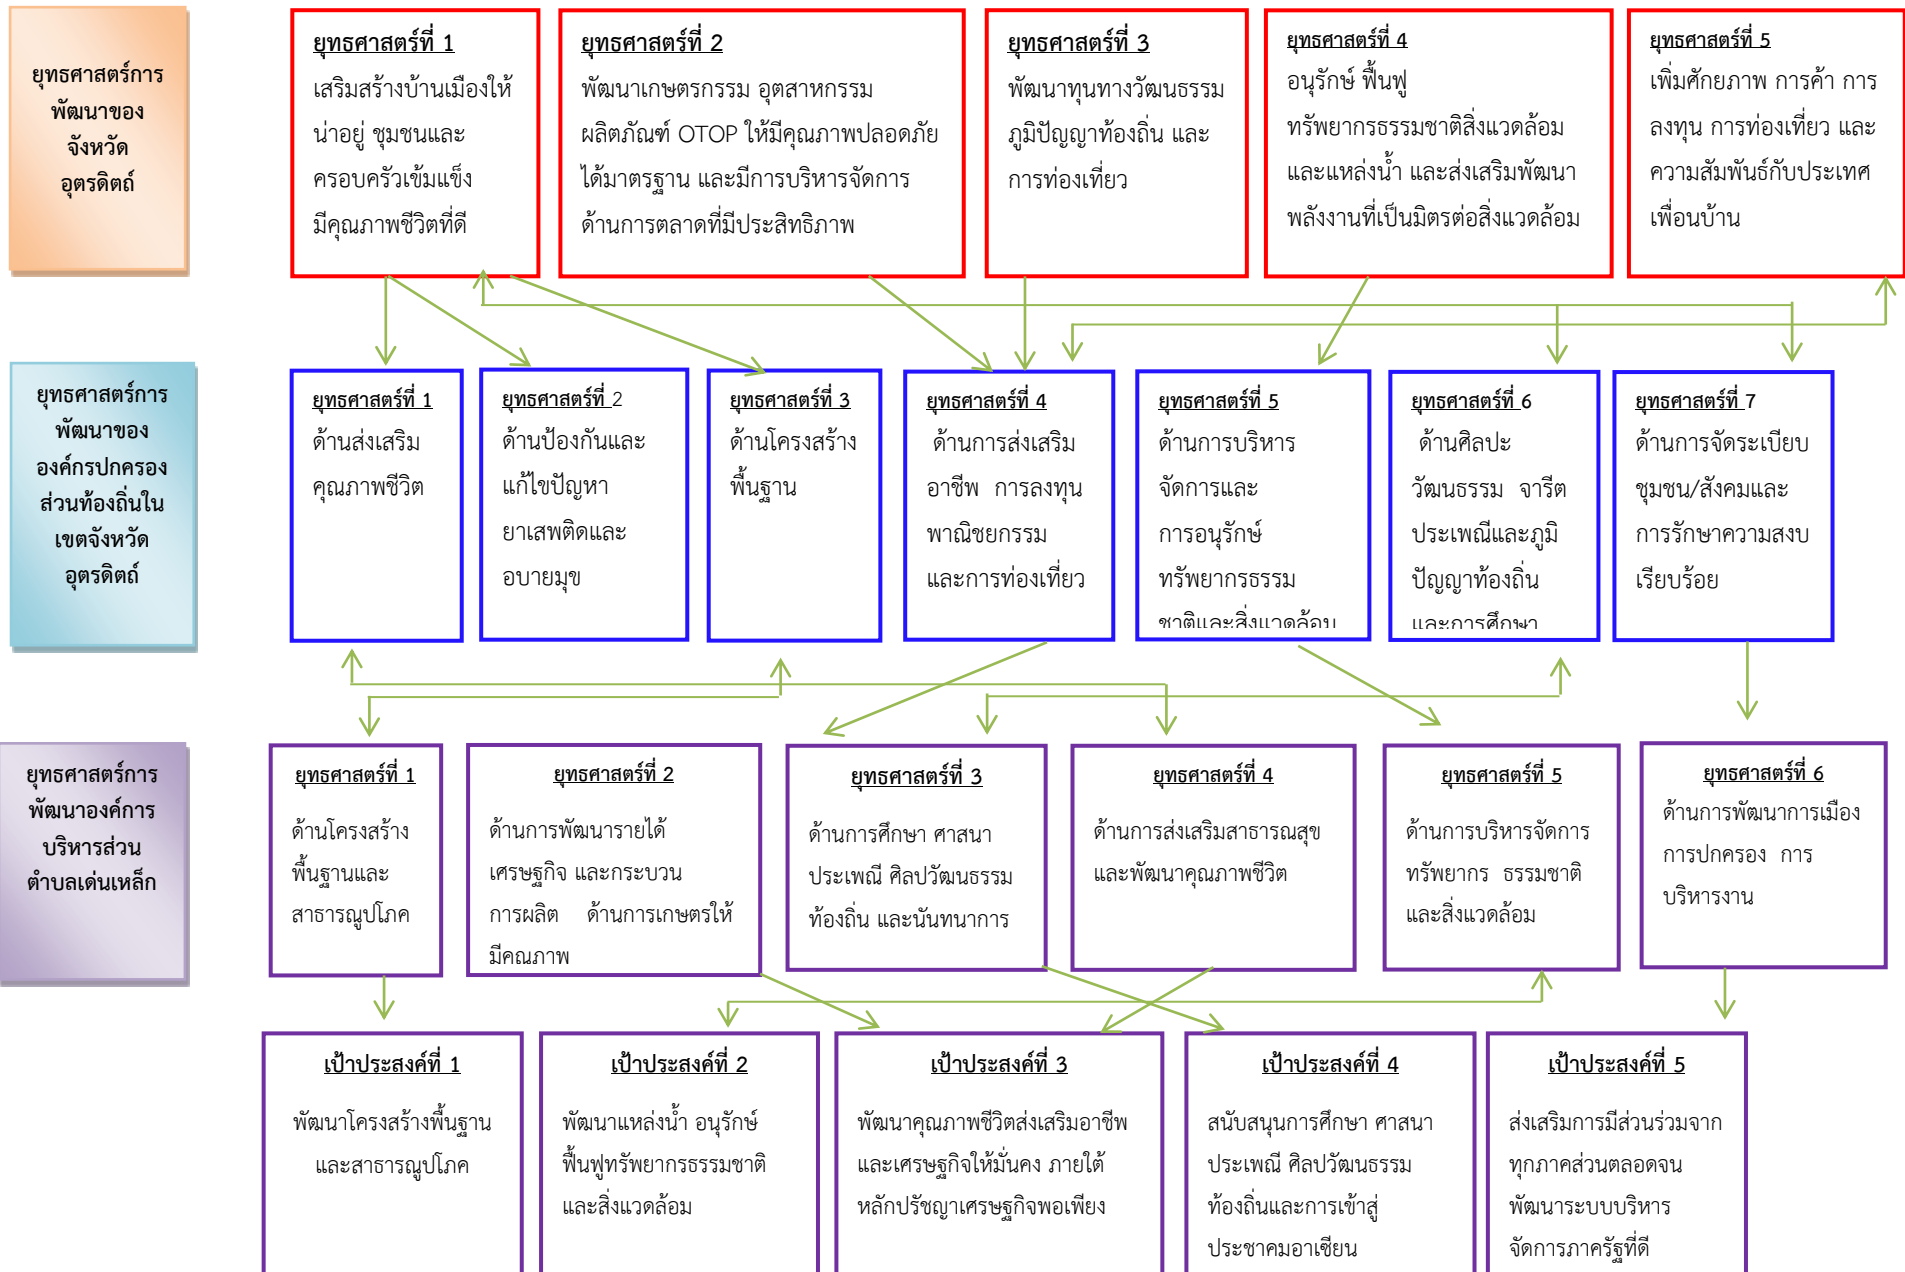 ยุทธศาสตร์การ
พัฒนาของ
จังหวัด
อุตรดิตถ์
ยุทธศาสตร์ที่ 1
เสริมสร้างบ้านเมืองให้
น่าอยู่ ชุมชนและ
ครอบครัวเข้มแข็ง
มีคุณภาพชีวิตที่ดี
ยุทธศาสตร์ที่ 2
พัฒนาเกษตรกรรม อุตสาหกรรม
ผลิตภัณฑ์ OTOP ให้มีคุณภาพปลอดภัย
ได้มาตรฐาน และมีการบริหารจัดการ
ด้านการตลาดที่มีประสิทธิภาพ
ยุทธศาสตร์ที่ 3
พัฒนาทุนทางวัฒนธรรม
ภูมิปัญญาท้องถิ่น และ
การท่องเที่ยว
ยุทธศาสตร์ที่ 4
อนุรักษ์ ฟื้นฟู
ทรัพยากรธรรมชาติสิ่งแวดล้อม
และแหล่งน้ำ และส่งเสริมพัฒนา
พลังงานที่เป็นมิตรต่อสิ่งแวดล้อม
ยุทธศาสตร์ที่ 5
เพิ่มศักยภาพ การค้า การ
ลงทุน การท่องเที่ยว และ
ความสัมพันธ์กับประเทศ
เพื่อนบ้าน
ยุทธศาสตร์การ
พัฒนาของ
องค์กรปกครอง
ส่วนท้องถิ่นใน
เขตจังหวัด
อุตรดิตถ์
ยุทธศาสตร์ที่ 1
ด้านส่งเสริม
คุณภาพชีวิต
ยุทธศาสตร์ที่ 2
ด้านป้องกันและ
แก้ไขปัญหา
ยาเสพติดและ
อบายมุข
ยุทธศาสตร์ที่ 3
ด้านโครงสร้าง
พื้นฐาน
ยุทธศาสตร์ที่ 4
ด้านการส่งเสริม
อาชีพ การลงทุน
พาณิชยกรรม
และการท่องเที่ยว
ยุทธศาสตร์ที่ 5
ด้านการบริหาร
จัดการและ
การอนุรักษ์
ทรัพยากรธรรม
ชาติและสิ่งแวดล้อม
ยุทธศาสตร์ที่ 6
ด้านศิลปะ
วัฒนธรรม จารีต
ประเพณีและภูมิ
ปัญญาท้องถิ่น
และการศึกษา
ยุทธศาสตร์ที่ 7
ด้านการจัดระเบียบ
ชุมชน/สังคมและ
การรักษาความสงบ
เรียบร้อย
ยุทธศาสตร์การ
พัฒนาองค์การ
บริหารส่วน
ตำบลเด่นเหล็ก
ยุทธศาสตร์ที่ 1
ด้านโครงสร้าง
พื้นฐานและ
สาธารณูปโภค
ยุทธศาสตร์ที่ 2
ด้านการพัฒนารายได้
เศรษฐกิจ และกระบวน
การผลิต ด้านการเกษตรให้
มีคุณภาพ
ยุทธศาสตร์ที่ 3
ด้านการศึกษา ศาสนา
ประเพณี ศิลปวัฒนธรรม
ท้องถิ่น และนันทนาการ
ยุทธศาสตร์ที่ 4
ด้านการส่งเสริมสาธารณสุข
และพัฒนาคุณภาพชีวิต
ยุทธศาสตร์ที่ 5
ด้านการบริหารจัดการ
ทรัพยากร ธรรมชาติ
และสิ่งแวดล้อม
ยุทธศาสตร์ที่ 6
ด้านการพัฒนาการเมือง
การปกครอง การ
บริหารงาน
เป้าประสงค์ที่ 1
พัฒนาโครงสร้างพื้นฐาน
และสาธารณูปโภค
เป้าประสงค์ที่ 2
พัฒนาแหล่งน้ำ อนุรักษ์
ฟื้นฟูทรัพยากรธรรมชาติ
และสิ่งแวดล้อม
เป้าประสงค์ที่ 3
พัฒนาคุณภาพชีวิตส่งเสริมอาชีพ
และเศรษฐกิจให้มั่นคง ภายใต้
หลักปรัชญาเศรษฐกิจพอเพียง
เป้าประสงค์ที่ 4
สนับสนุนการศึกษา ศาสนา
ประเพณี ศิลปวัฒนธรรม
ท้องถิ่นและการเข้าสู่
ประชาคมอาเซียน
เป้าประสงค์ที่ 5
ส่งเสริมการมีส่วนร่วมจาก
ทุกภาคส่วนตลอดจน
พัฒนาระบบบริหาร
จัดการภาครัฐที่ดี